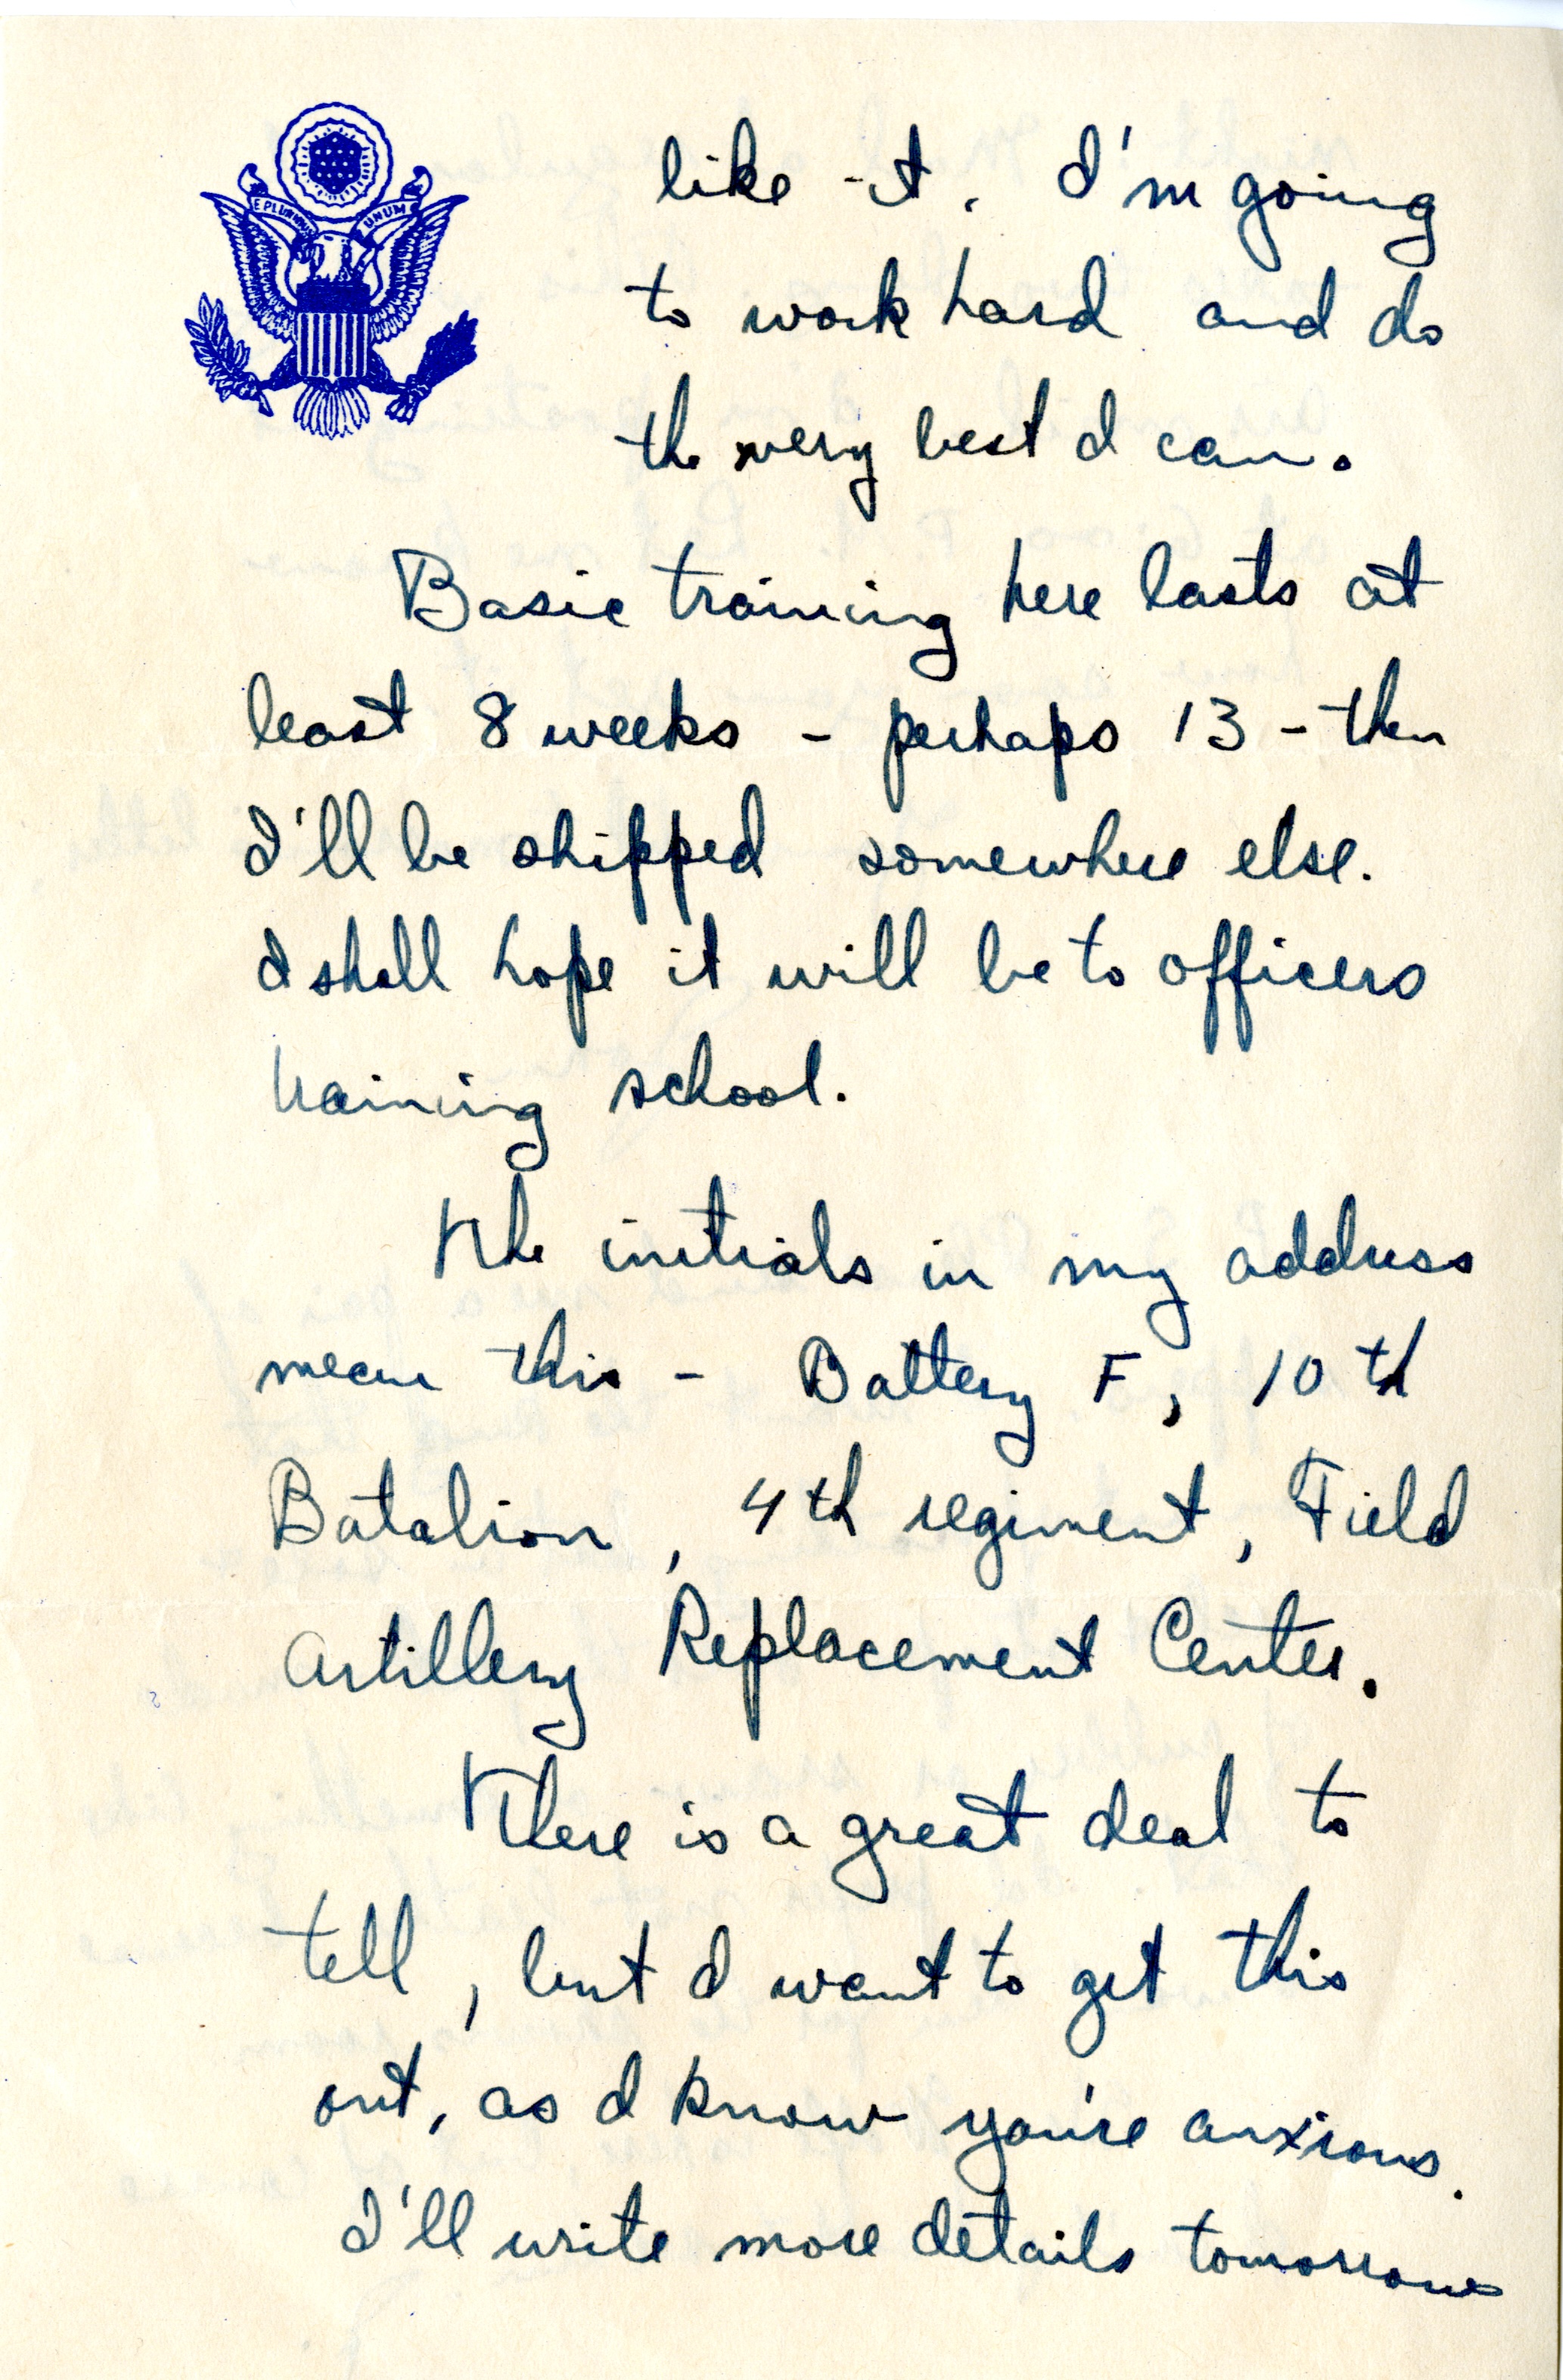 E PLURIBUS UNUM
like it. I'm going
to work hard and do
the very best I can.
Basic training here lasts at
least 8 weeks - perhaps 13 - then
I'll be shipped somewhere else.
I shall hope it will be to officers
training school.
The initials in my address
mean this - Battery F, 10th
Batalion, 4th regiment, Field
Artillery Replacement Center.
There is a great deal to
tell, but I want to get this
out, as I know you're anxious.
I'll write more details tomorrow